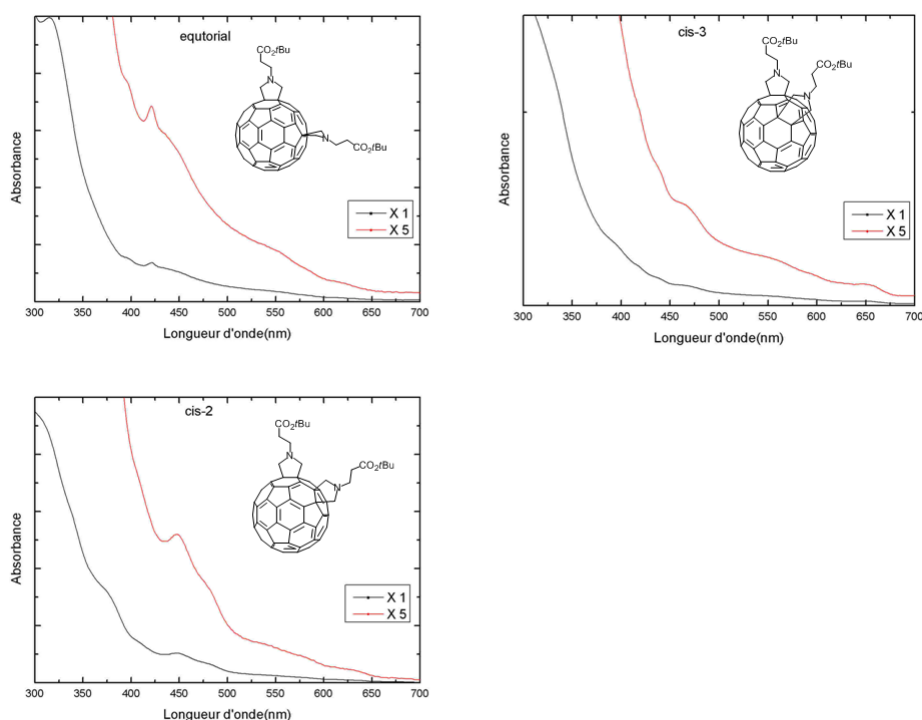 equtorial
CO2tBu
N
N
CO2tBu
Absorbance
X 1
X 5
300 350 400 450 500 550 600 650 700
Longueur d'onde(nm)
cis-3
CO2tBu
CO2tBu
N
N
Absorbance
X 1
X 5
300 350 400 450 500 550 600 650 700
Longueur d'onde(nm)
cis-2
CO2tBu
N
CO2tBu
N
Absorbance
X 1
X 5
300 350 400 450 500 550 600 650 700
Longueur d'onde(nm)